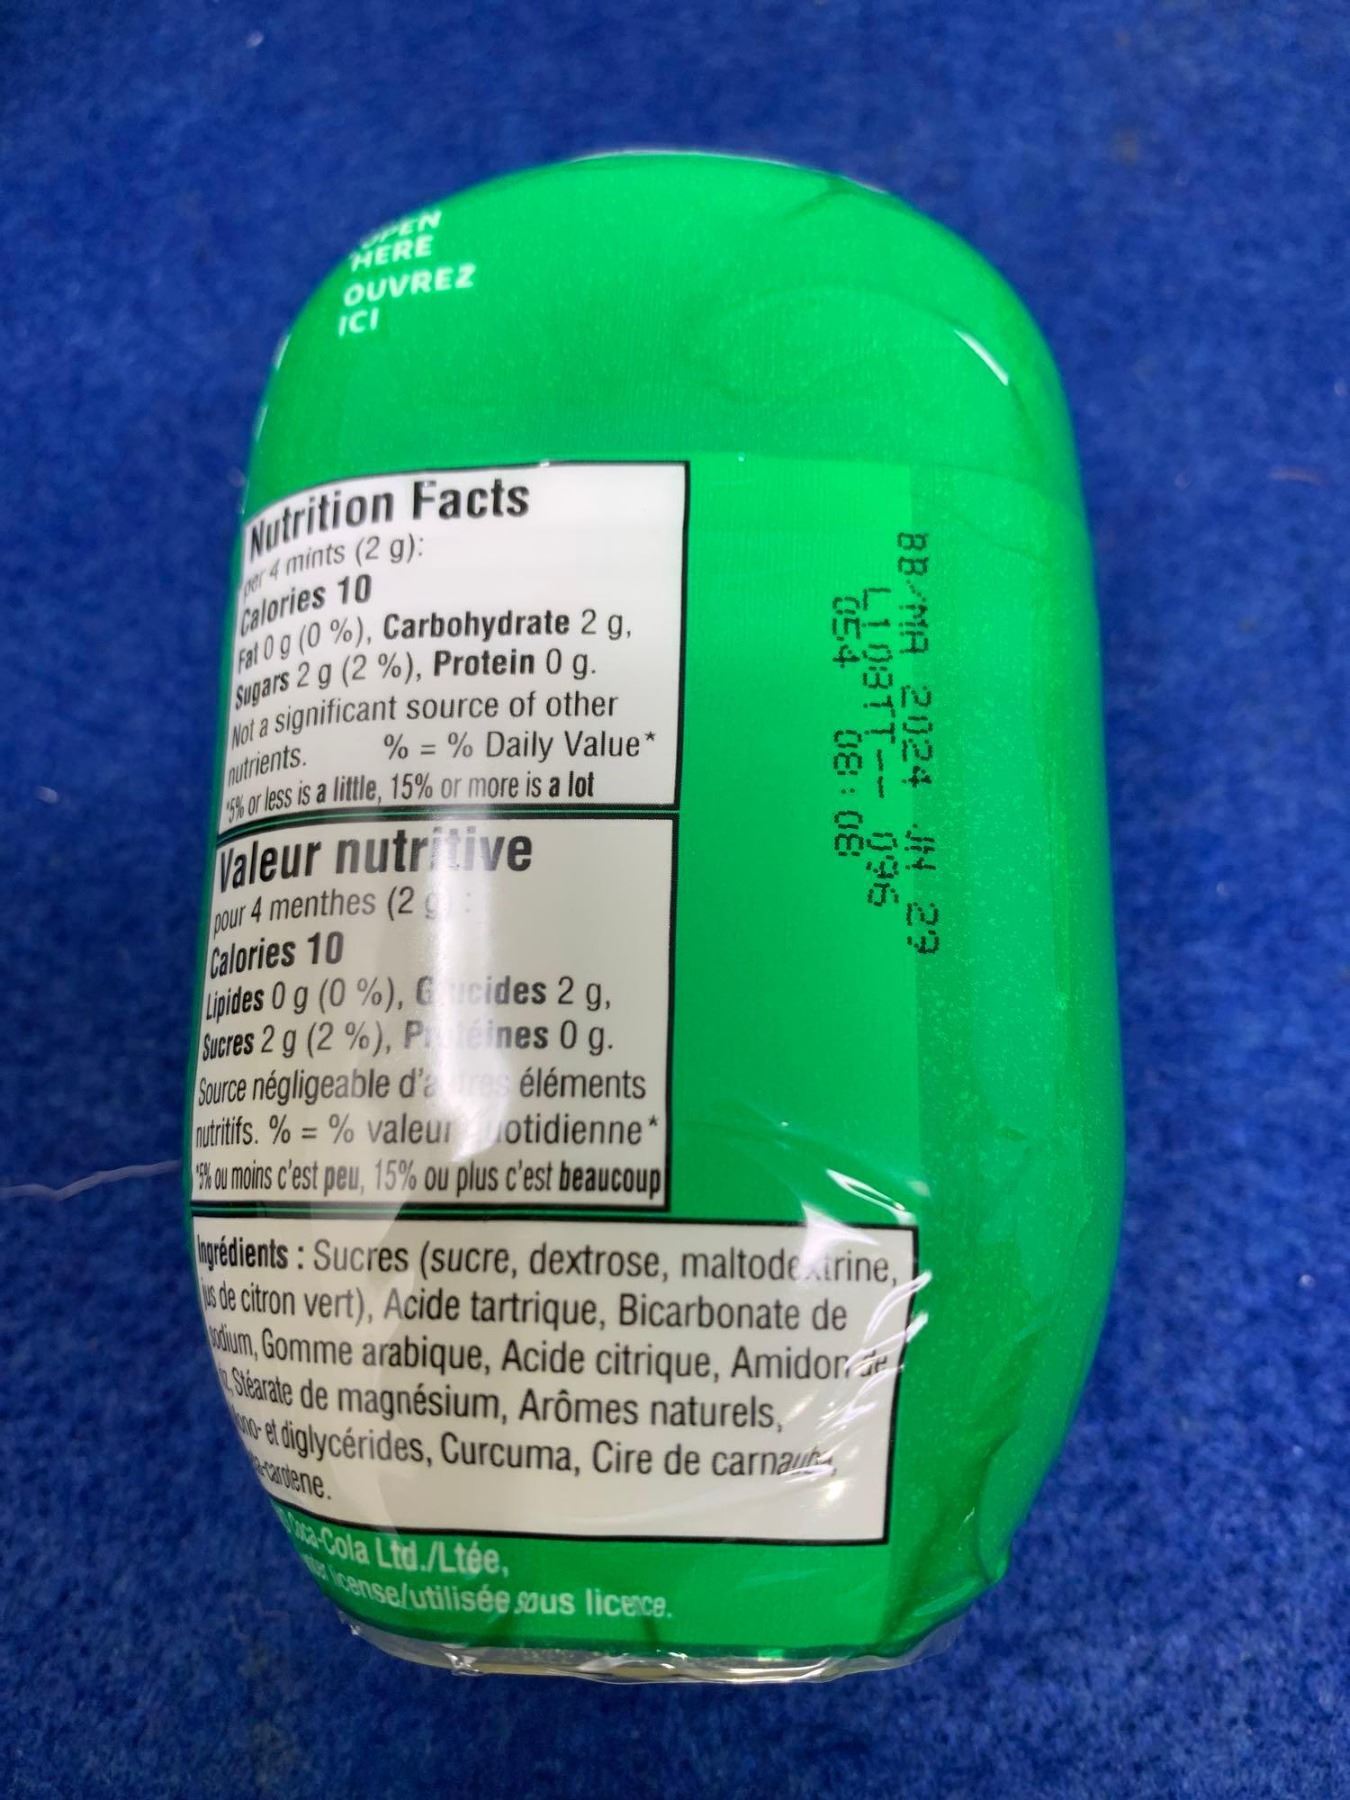 OPEN
HERE
OUVREZ
ICI
Nutrition Facts
per 4 mints (2 g):
Calories 10
Fat 0 g (0 %), Carbohydrate 2 g,
Sugars 2 g (2 %), Protein 0 g.
Not a significant source of other
nutrients. % = % Daily Value*
*5% or less is a little, 15% or more is a lot
Valeur nutritive
pour 4 menthes (2 g) :
Calories 10
Lipides 0 g (0 %), Glucides 2 g,
Sucres 2 g (2 %), Protéines 0 g.
Source négligeable d'autres éléments
nutritifs. % = % valeur quotidienne*
*5% ou moins c'est peu, 15% ou plus c'est beaucoup
Ingrédients : Sucres (sucre, dextrose, maltodextrine,
jus de citron vert), Acide tartrique, Bicarbonate de
sodium, Gomme arabique, Acide citrique, Amidon de
Stéarate de magnésium, Arômes naturels,
mono- et diglycérides, Curcuma, Cire de carnauba,
Coca-Cola Ltd./Ltée,
license/utilisée sous licence.
BB/MA 2024 JN 29
L108TT-- 096
054 08:08